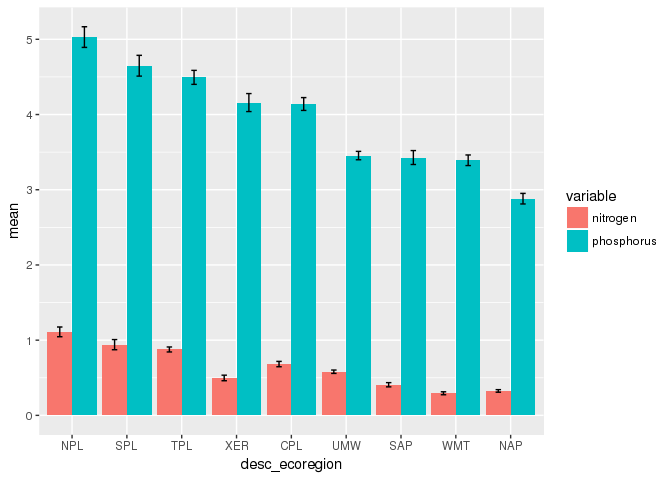 5
4
3
2
1
0
mean
NPL SPL TPL XER CPL UMW SAP WMT NAP
desc_ecoregion
variable
nitrogen
phosphorus